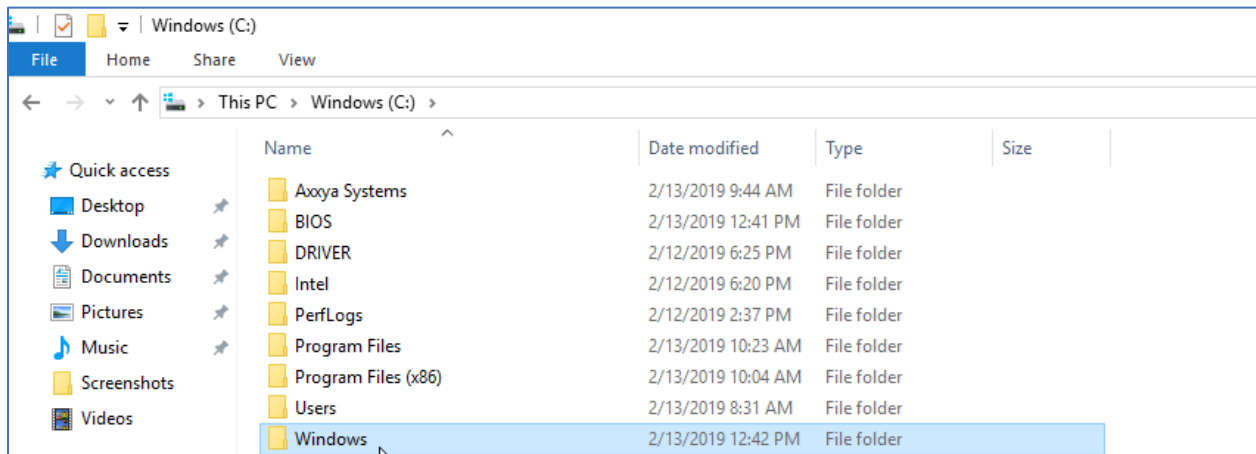 Windows (C:)
File Home Share View
This PC Windows (C:)
Name Date modified Type Size
Quick access
Desktop
Downloads
Documents
Pictures
Music
Screenshots
Videos
Axxya Systems 2/13/2019 9:44 AM File folder
BIOS 2/13/2019 12:41 PM File folder
DRIVER 2/12/2019 6:25 PM File folder
Intel 2/12/2019 6:20 PM File folder
PerfLogs 2/12/2019 2:37 PM File folder
Program Files 2/13/2019 10:23 AM File folder
Program Files (x86) 2/13/2019 10:04 AM File folder
Users 2/13/2019 8:31 AM File folder
Windows 2/13/2019 12:42 PM File folder